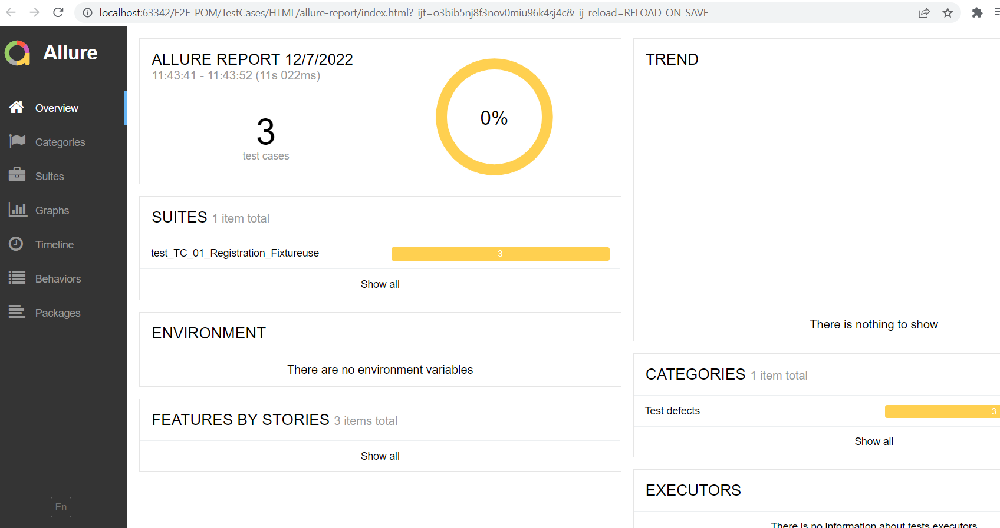 localhost:63342/E2E_POM/TestCases/HTML/allure-report/index.html?_ijt=o3bib5nj8f3nov0miu96k4sj4c&_ij_reload=RELOAD_ON_SAVE
Allure
Overview
Categories
Suites
Graphs
Timeline
Behaviors
Packages
En
ALLURE REPORT 12/7/2022
11:43:41 - 11:43:52 (11s 022ms)
3
test cases
0%
SUITES 1 item total
test_TC_01_Registration_Fixtureuse 3
Show all
ENVIRONMENT
There are no environment variables
FEATURES BY STORIES 3 items total
Show all
TREND
There is nothing to show
CATEGORIES 1 item total
Test defects 3
Show all
EXECUTORS
There is no information about tests executors